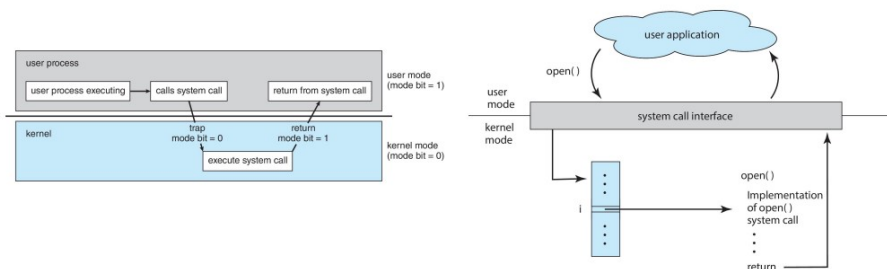 user process
user process executing
calls system call
return from system call
user mode
(mode bit = 1)
kernel
trap
mode bit = 0
return
mode bit = 1
execute system call
kernel mode
(mode bit = 0)
user application
open( )
user
mode
system call interface
kernel
mode
i
open( )
Implementation
of open( )
system call
return